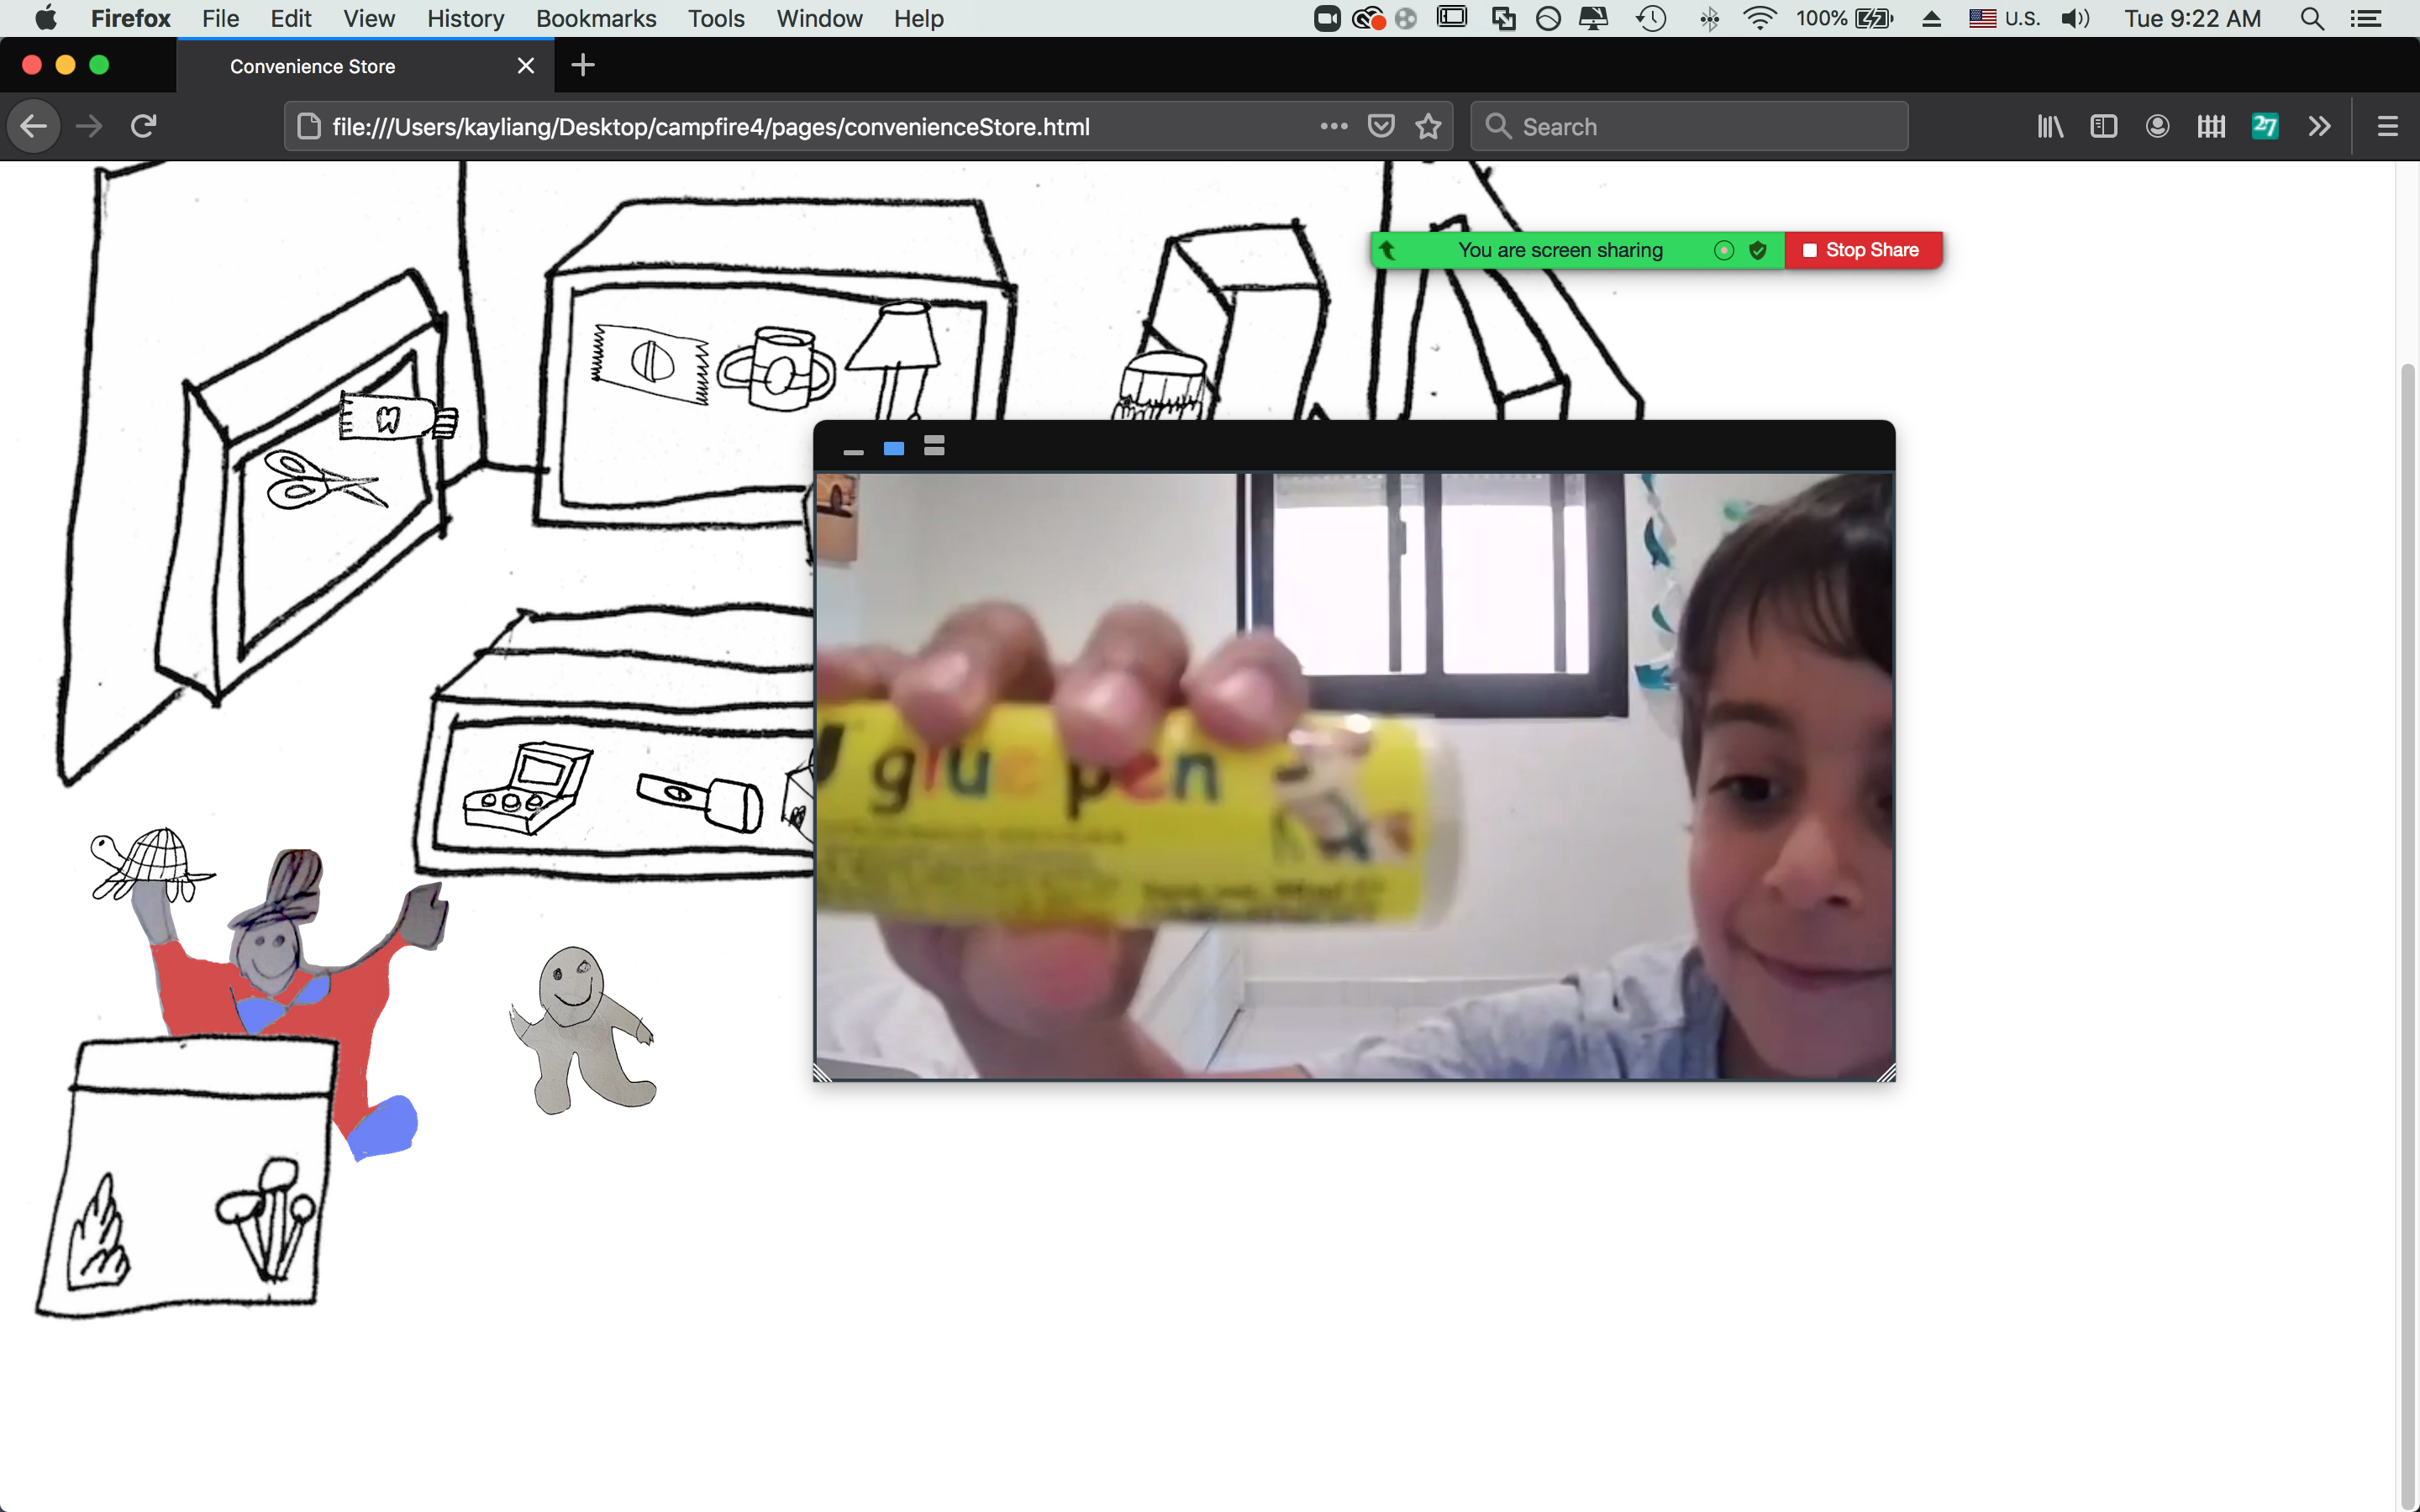 Firefox File Edit View History Bookmarks Tools Window Help 100% U.S. Tue 9:22 AM
Convenience Store
file:///Users/kayliang/Desktop/campfire4/pages/convenienceStore.html Search 27
You are screen sharing Stop Share
glue pen